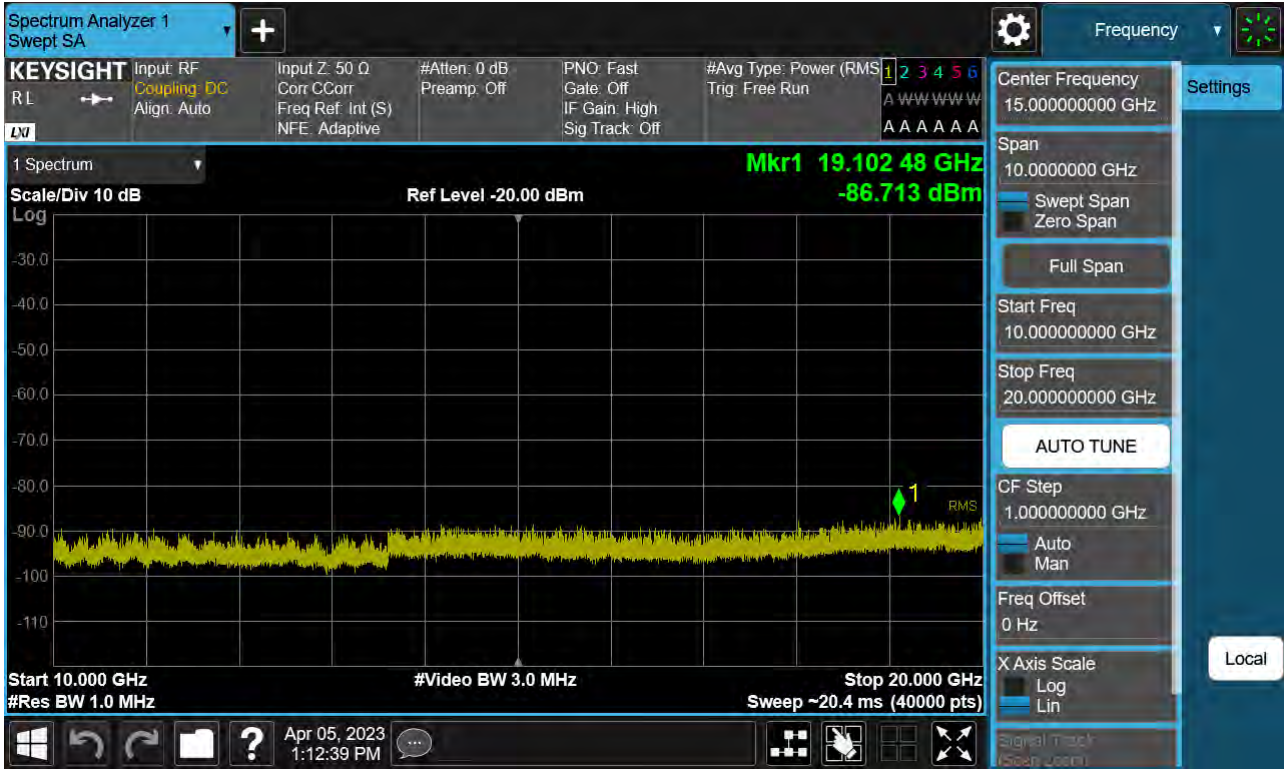 Spectrum Analyzer 1
Swept SA
+
Frequency
KEYSIGHT
R L
LXI
Input: RF
Coupling: DC
Align: Auto
Input Z: 50 Ω
Corr CCorr
Freq Ref: Int (S)
NFE: Adaptive
#Atten: 0 dB
Preamp: Off
PNO: Fast
Gate: Off
IF Gain: High
Sig Track: Off
#Avg Type: Power (RMS
Trig: Free Run
1 2 3 4 5 6
A W W W W W
A A A A A A
1 Spectrum
Scale/Div 10 dB
Ref Level -20.00 dBm
Mkr1 19.102 48 GHz
-86.713 dBm
Log
-30.0
-40.0
-50.0
-60.0
-70.0
-80.0
-90.0
-100
-110
1
RMS
Start 10.000 GHz
#Video BW 3.0 MHz
Stop 20.000 GHz
#Res BW 1.0 MHz
Sweep ~20.4 ms (40000 pts)
Center Frequency
15.000000000 GHz
Span
10.0000000 GHz
Swept Span
Zero Span
Full Span
Start Freq
10.000000000 GHz
Stop Freq
20.000000000 GHz
AUTO TUNE
CF Step
1.000000000 GHz
Auto
Man
Freq Offset
0 Hz
X Axis Scale
Log
Lin
Signal Track
(Span Zoom)
Settings
Local
?
Apr 05, 2023
1:12:39 PM